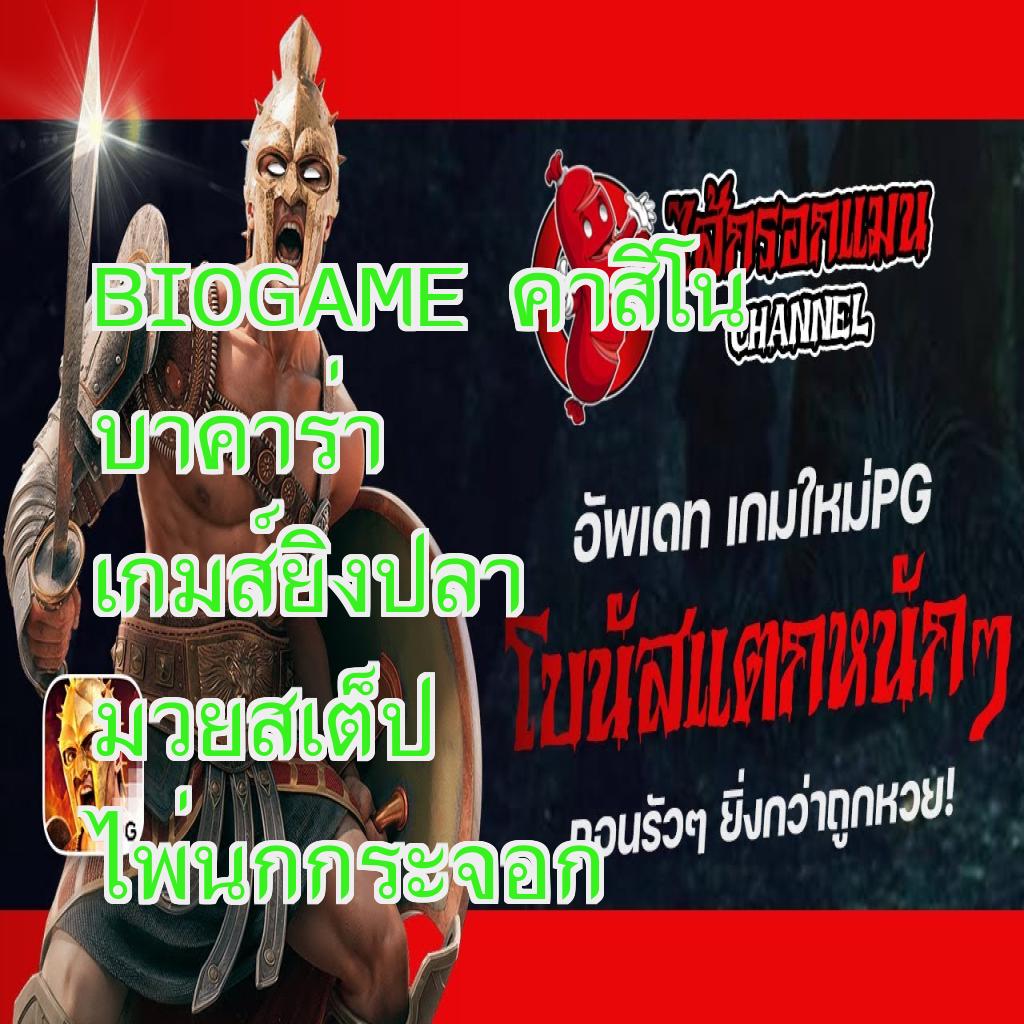 ไส้กรอกแมน
CHANNEL
BIOGAME คาสิโน
บาคาร่า
เกมส์ยิงปลา
มวยสเต็ป
ไพ่นกกระจอก
อัพเดท เกมใหม่PG
โบนัสแตกหนักๆ
ถอนรัวๆ ยิ่งกว่าถูกหวย!
G